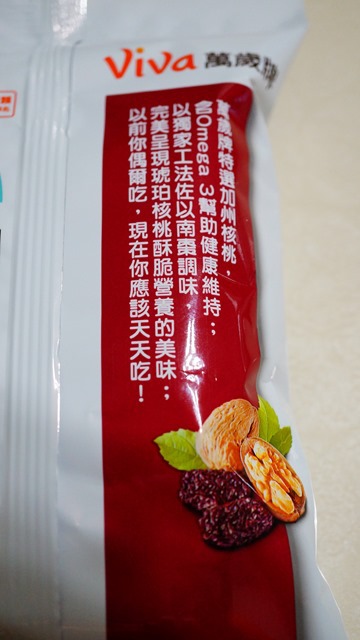 Viva 萬歲牌
萬歲牌特選加州核桃，
含Omega 3幫助健康維持；
以獨家工法佐以南棗調味，
完美呈現琥珀核桃酥脆營養的美味；
以前你偶爾吃，現在你應該天天吃！